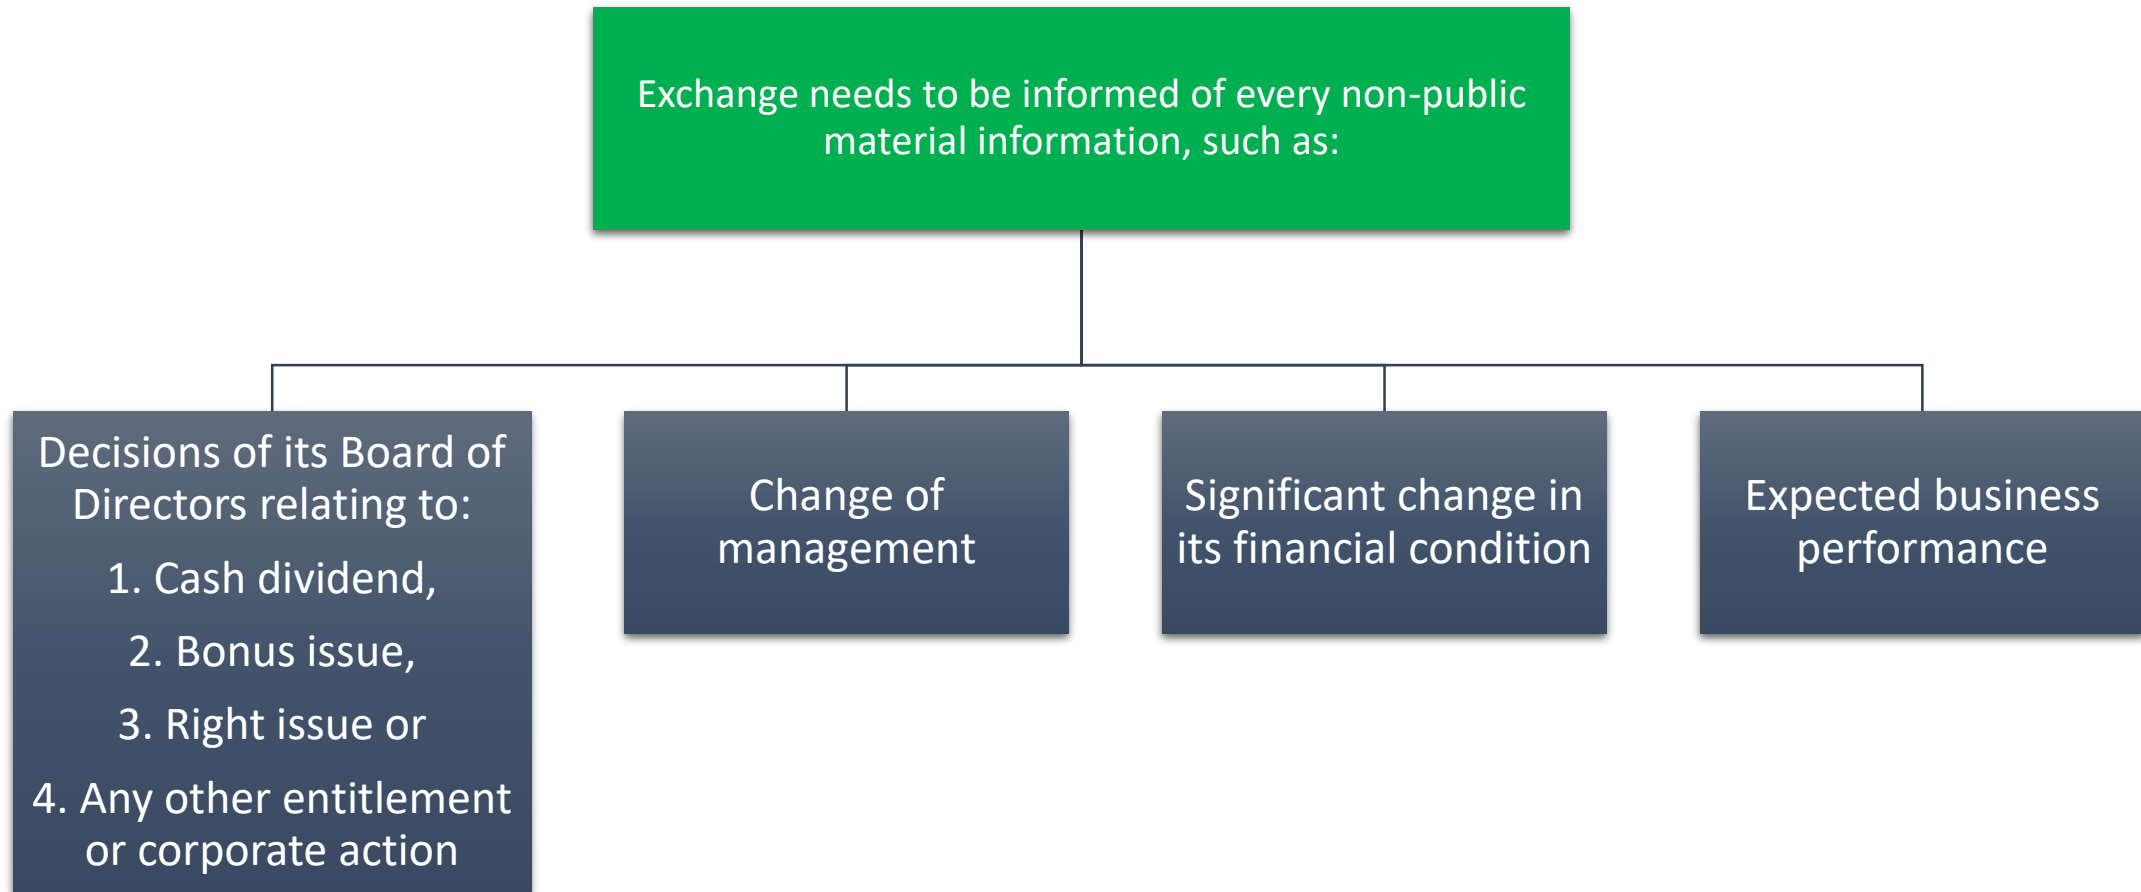 Exchange needs to be informed of every non-public
material information, such as:
Decisions of its Board of
Directors relating to:
1. Cash dividend,
2. Bonus issue,
3. Right issue or
4. Any other entitlement
or corporate action
Change of
management
Significant change in
its financial condition
Expected business
performance